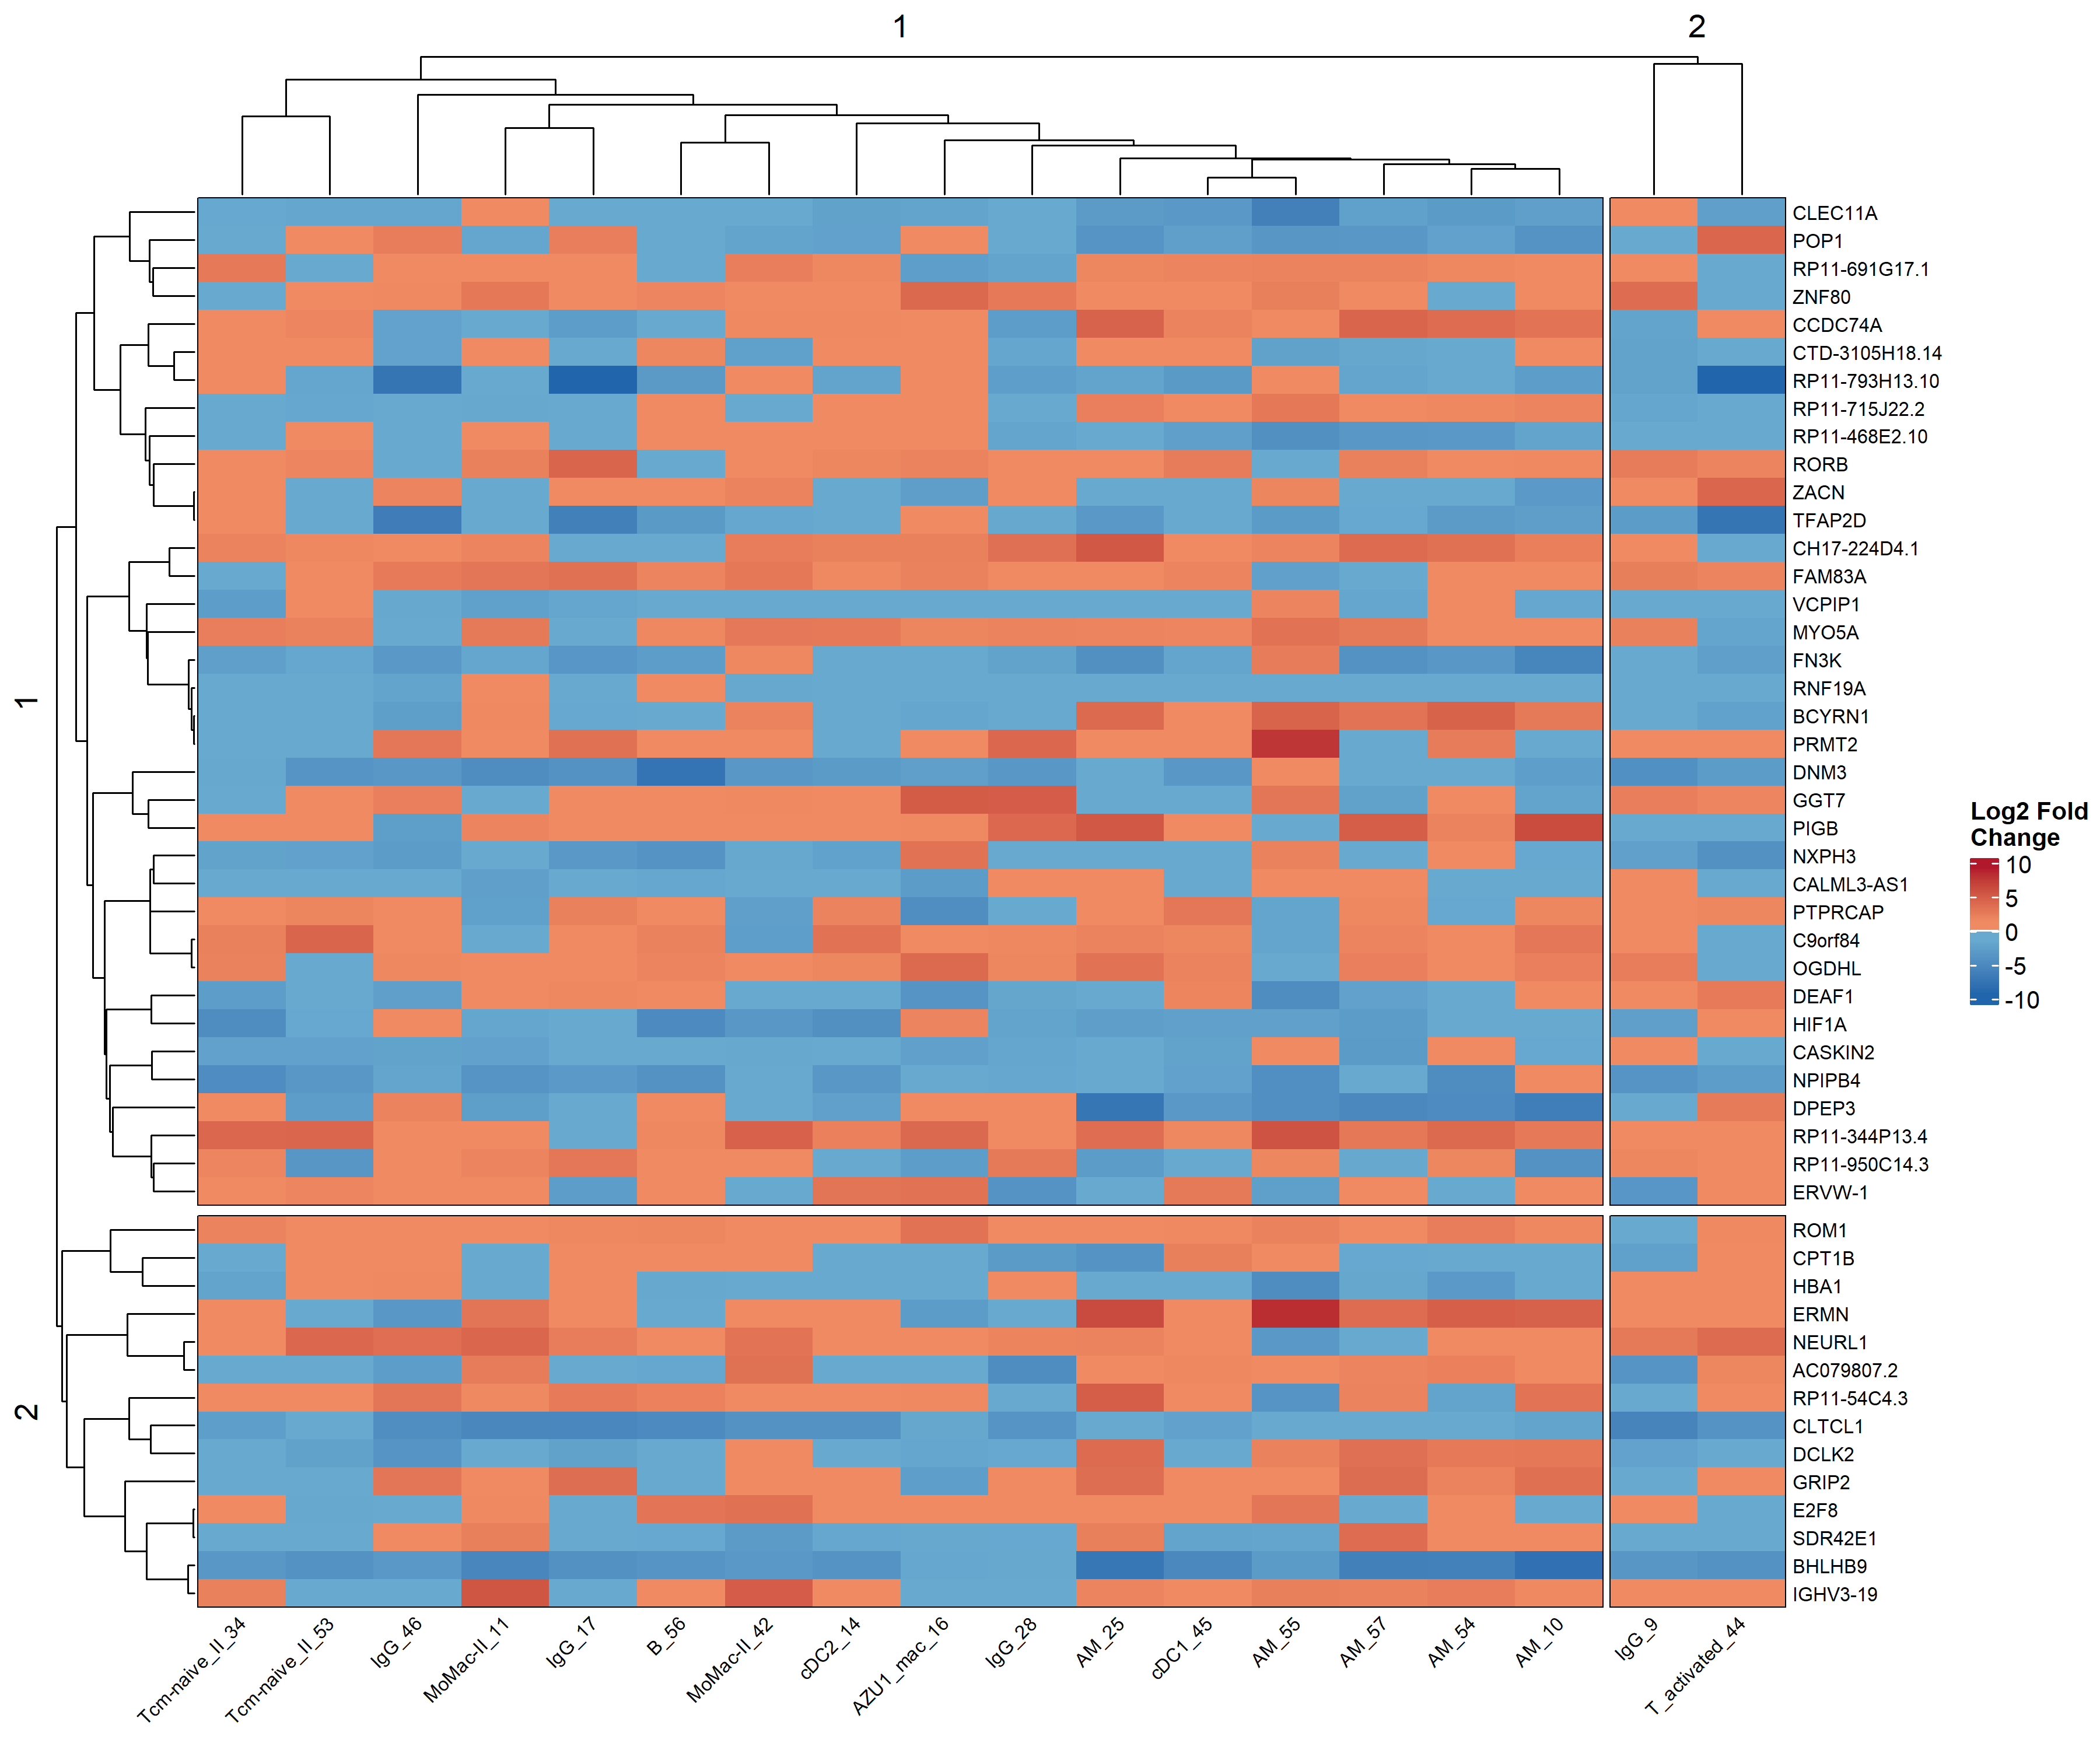 1
2
1
2
CLEC11A
POP1
RP11-691G17.1
ZNF80
CCDC74A
CTD-3105H18.14
RP11-793H13.10
RP11-715J22.2
RP11-468E2.10
RORB
ZACN
TFAP2D
CH17-224D4.1
FAM83A
VCPIP1
MYO5A
FN3K
RNF19A
BCYRN1
PRMT2
DNM3
GGT7
PIGB
NXPH3
CALML3-AS1
PTPRCAP
C9orf84
OGDHL
DEAF1
HIF1A
CASKIN2
NPIPB4
DPEP3
RP11-344P13.4
RP11-950C14.3
ERVW-1
ROM1
CPT1B
HBA1
ERMN
NEURL1
AC079807.2
RP11-54C4.3
CLTCL1
DCLK2
GRIP2
E2F8
SDR42E1
BHLHB9
IGHV3-19
Tcm-naive_II_34
Tcm-naive_II_53
IgG_46
MoMac-II_11
IgG_17
B_56
MoMac-II_42
cDC2_14
AZU1_mac_16
IgG_28
AM_25
cDC1_45
AM_55
AM_57
AM_54
AM_10
IgG_9
T_activated_44
Log2 Fold
Change
10
5
0
-5
-10